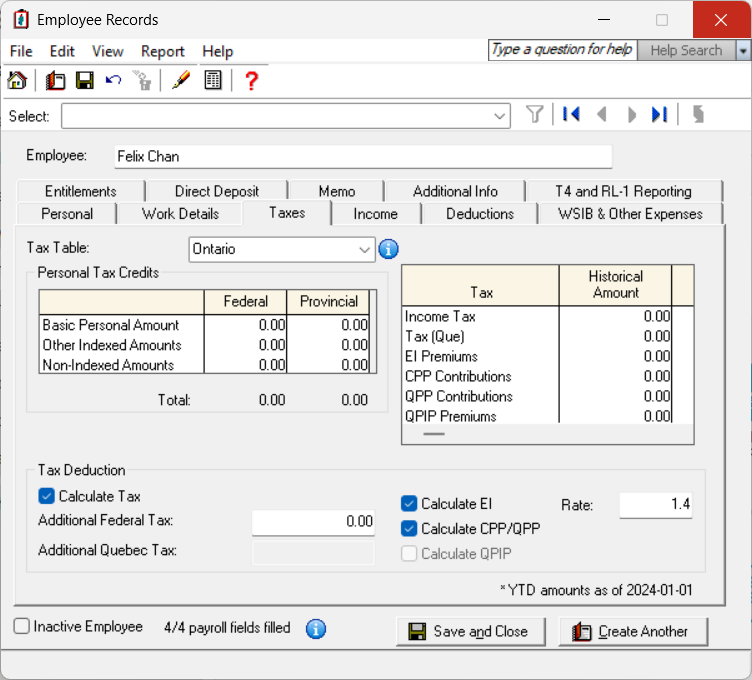 Employee Records
File Edit View Report Help
Type a question for help Help Search
Select:
Employee: Felix Chan
Entitlements Direct Deposit Memo Additional Info T4 and RL-1 Reporting
Personal Work Details Taxes Income Deductions WSIB & Other Expenses
Tax Table: Ontario
Personal Tax Credits
Federal Provincial
Basic Personal Amount 0.00 0.00
Other Indexed Amounts 0.00 0.00
Non-Indexed Amounts 0.00 0.00
Total: 0.00 0.00
Tax Historical Amount
Income Tax 0.00
Tax (Que) 0.00
EI Premiums 0.00
CPP Contributions 0.00
QPP Contributions 0.00
QPIP Premiums 0.00
Tax Deduction
Calculate Tax
Additional Federal Tax: 0.00
Additional Quebec Tax:
Calculate EI Rate: 1.4
Calculate CPP/QPP
Calculate QPIP
*YTD amounts as of 2024-01-01
Inactive Employee 4/4 payroll fields filled Save and Close Create Another